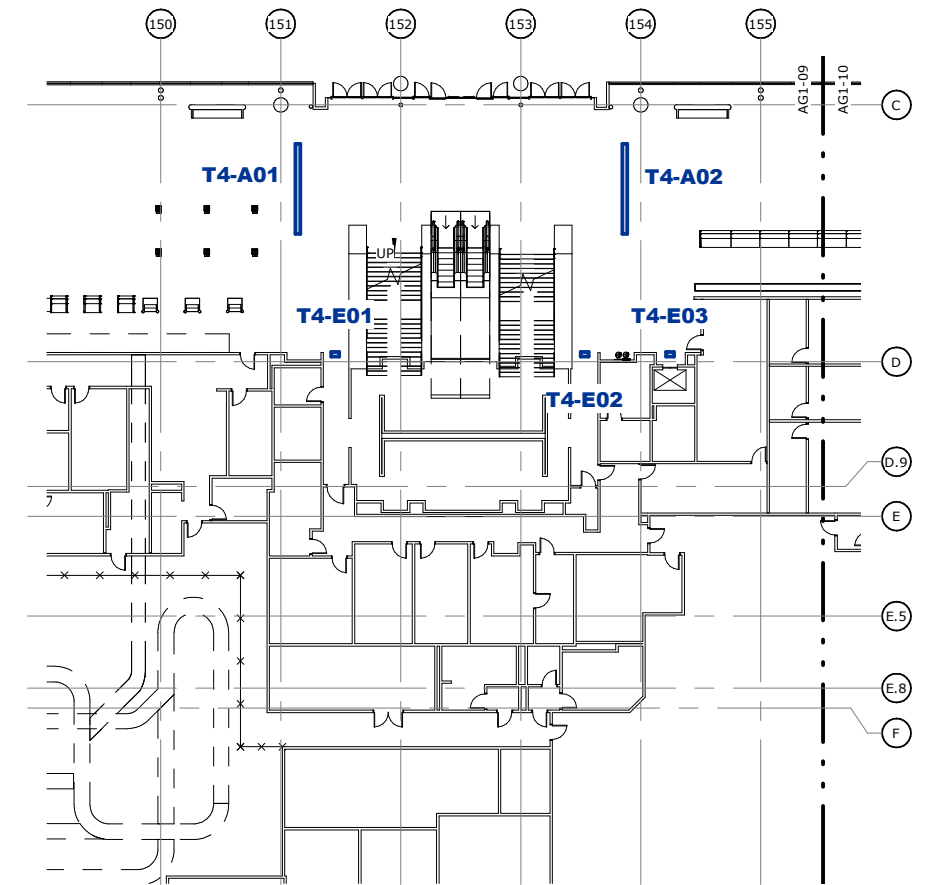 150
151
152
153
154
155
AG1-09
AG1-10
C
T4-A01
T4-A02
UP
T4-E01
T4-E03
D
T4-E02
D.9
E
E.5
E.8
F